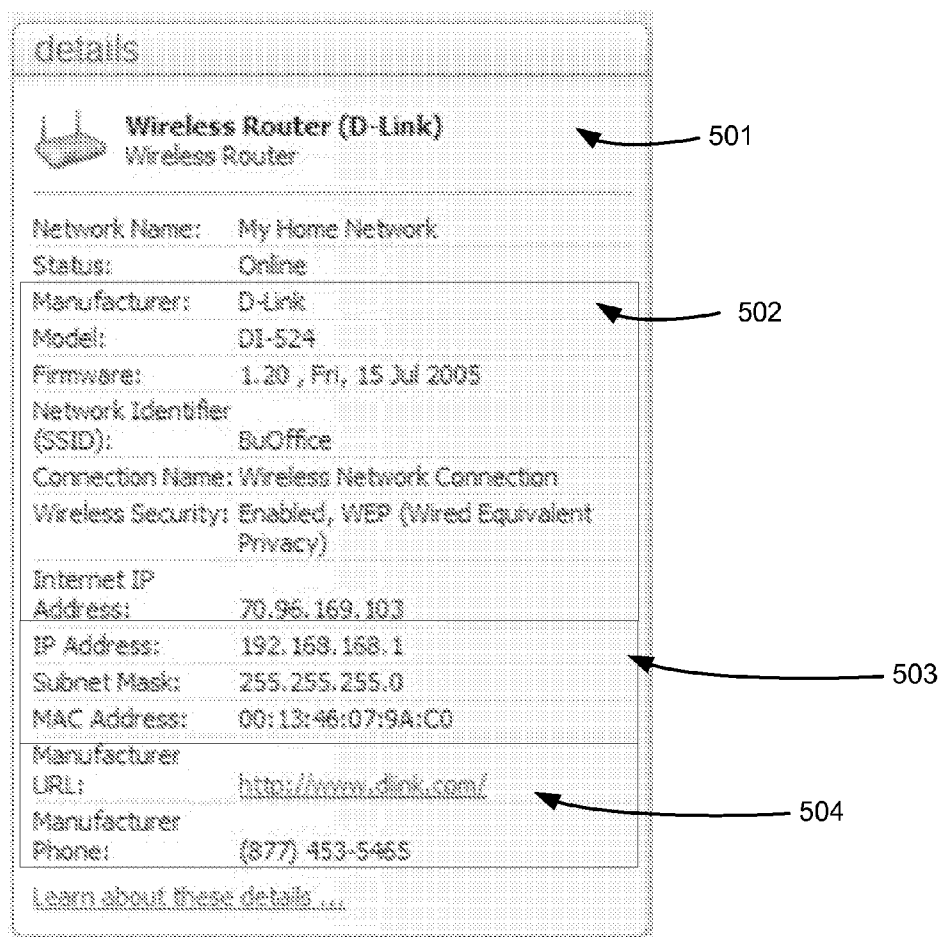 details
Wireless Router (D-Link) 501
Wireless Router
Network Name: My Home Network
Status: Online
Manufacturer: D-Link 502
Model: DI-524
Firmware: 1.20 , Fri, 15 Jul 2005
Network Identifier
(SSID): BuOffice
Connection Name: Wireless Network Connection
Wireless Security: Enabled, WEP (Wired Equivalent
Privacy)
Internet IP
Address: 70.96.169.103
IP Address: 192.168.168.1
Subnet Mask: 255.255.255.0 503
MAC Address: 00:13:46:07:9A:C0
Manufacturer
URL: http://www.dlink.com/
504
Manufacturer
Phone: (877) 453-5465
Learn about these details ...